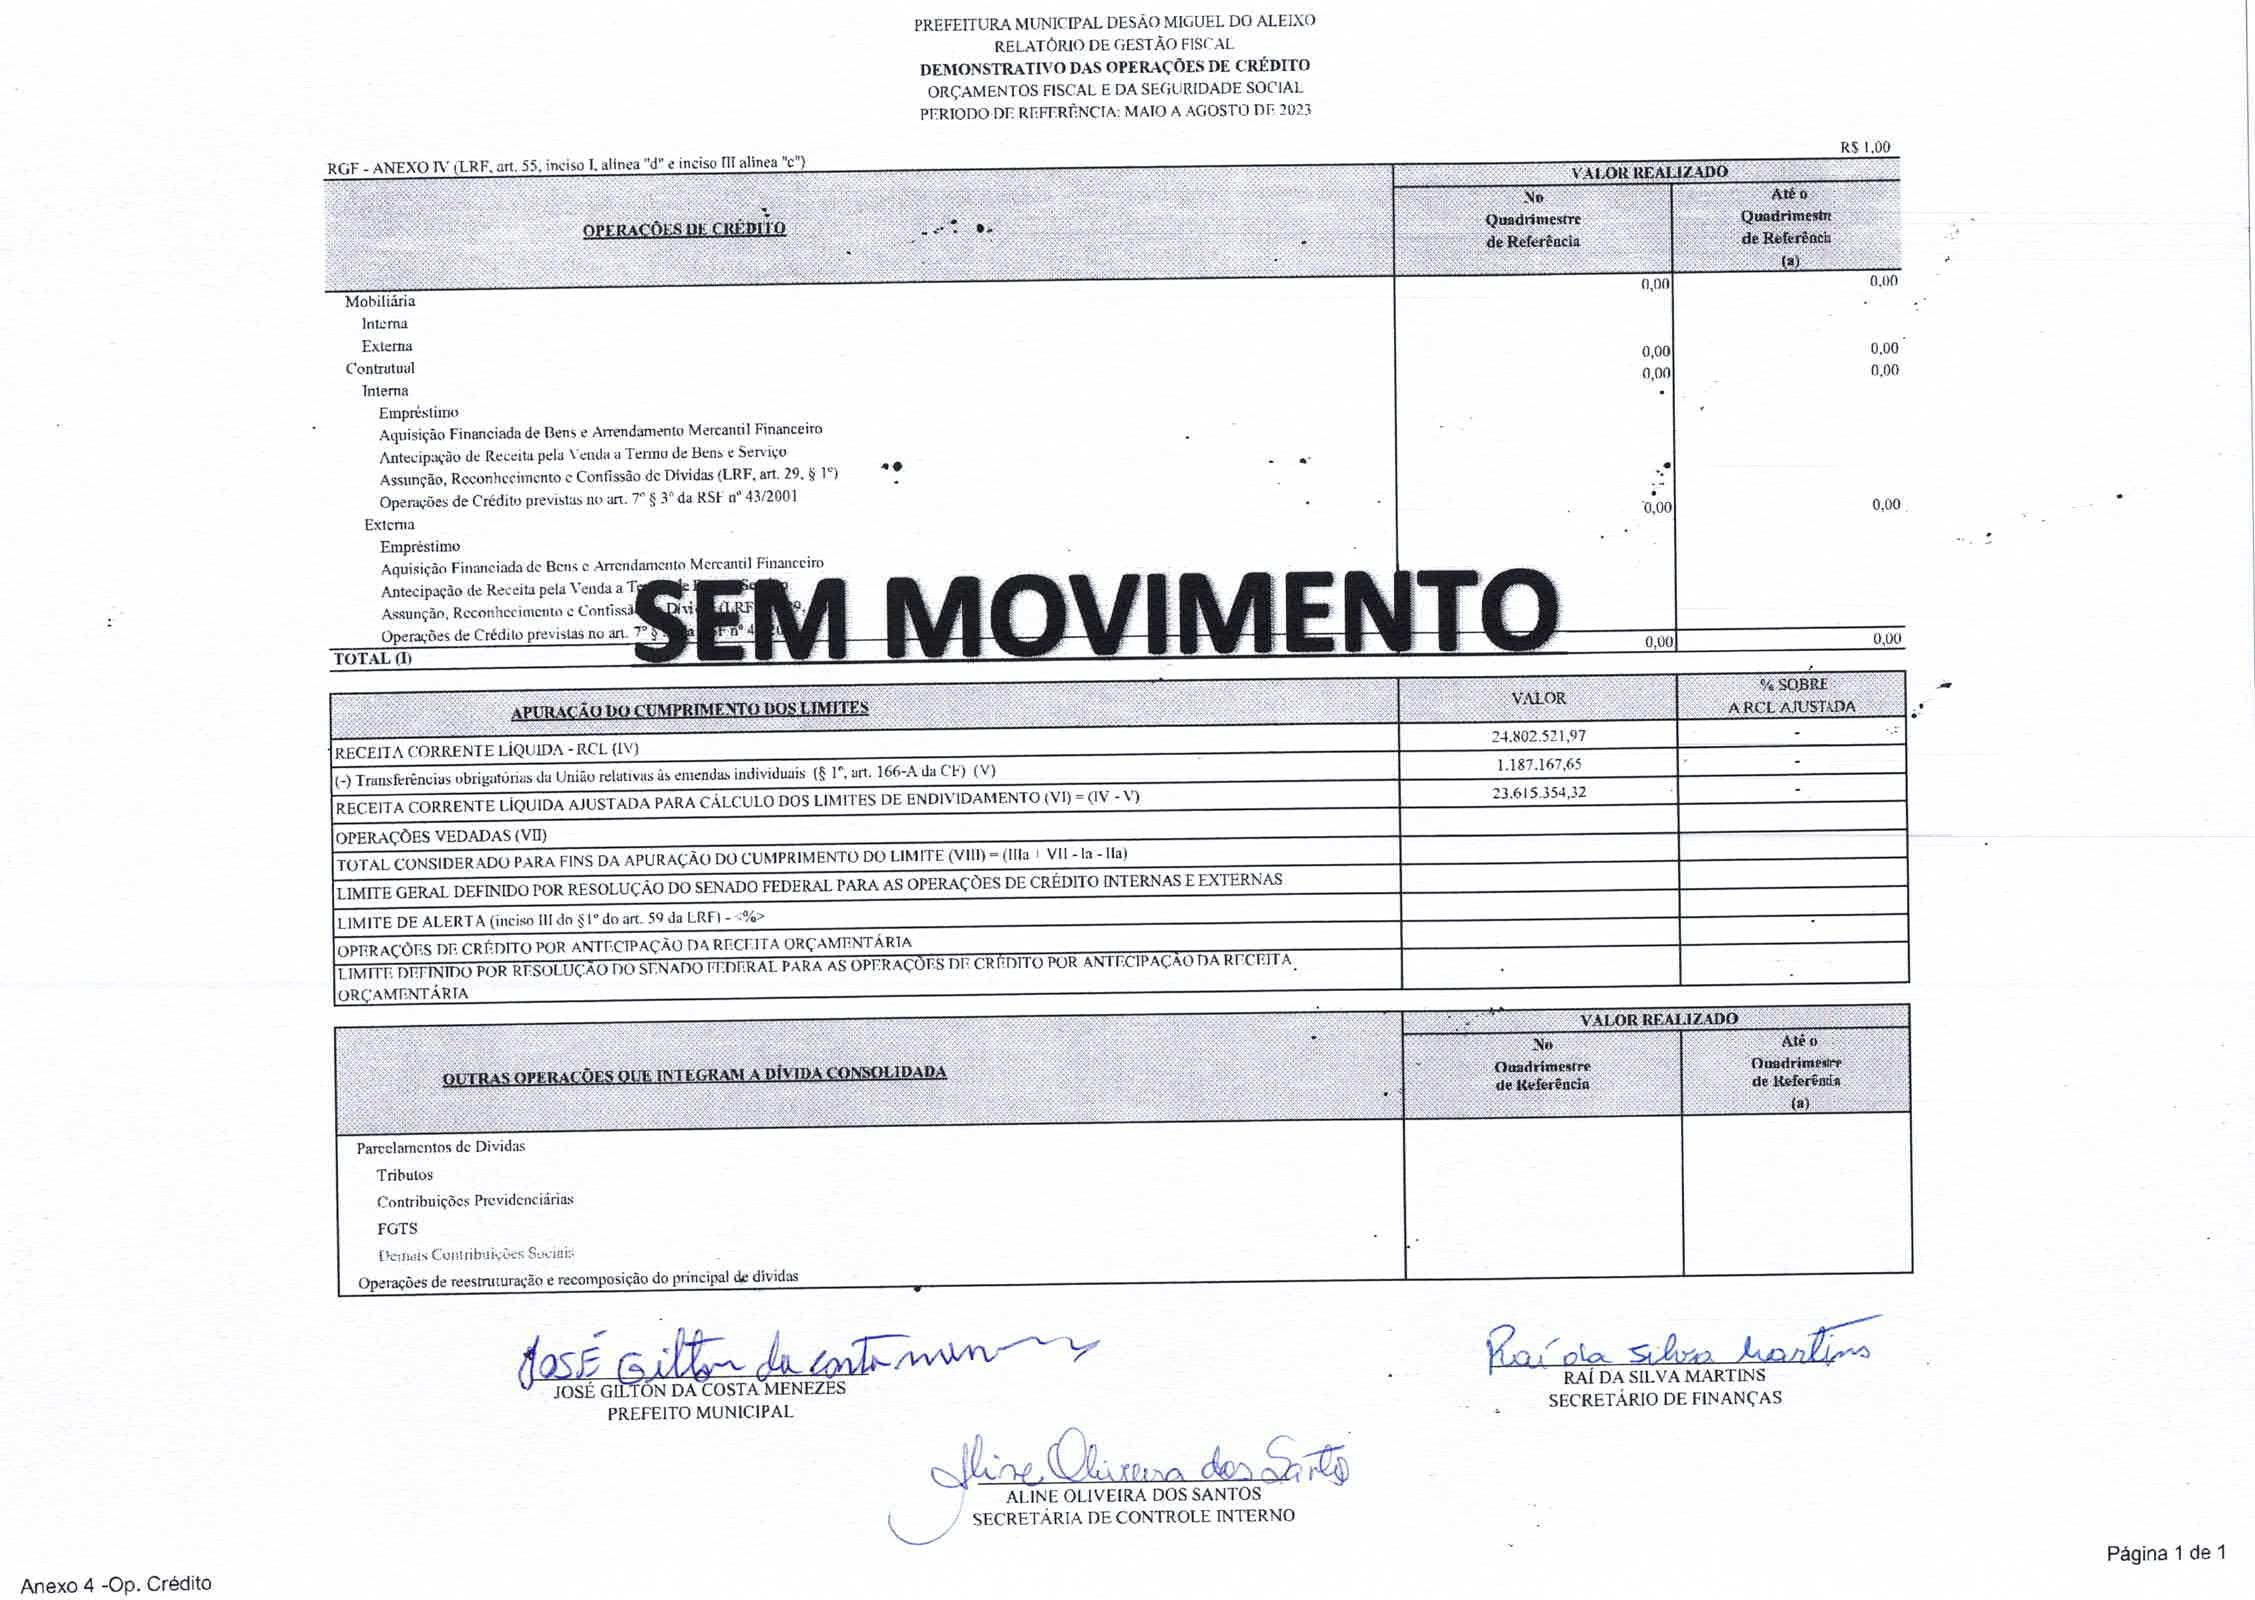 PREFEITURA MUNICIPAL DESÃO MIGUEL DO ALEIXO
RELATÓRIO DE GESTÃO FISCAL
DEMONSTRATIVO DAS OPERAÇÕES DE CRÉDITO
ORÇAMENTOS FISCAL E DA SEGURIDADE SOCIAL
PERIODO DE REFERÊNCIA: MAIO A AGOSTO DE 2023
RGF - ANEXO IV (LRF, art. 55, inciso I, alínea "d" e inciso III alínea "c")
R$ 1,00
OPERAÇÕES DE CRÉDITO
VALOR REALIZADO
No
Quadrimestre
de Referência
Até o
Quadrimestre
de Referência
(a)
Mobiliária 0,00 0,00
Interna
Externa
Contratual 0,00 0,00
Interna 0,00 0,00
Empréstimo
Aquisição Financiada de Bens e Arrendamento Mercantil Financeiro
Antecipação de Receita pela Venda a Termo de Bens e Serviço
Assunção, Reconhecimento e Confissão de Dívidas (LRF, art. 29, § 1º)
Operações de Crédito previstas no art. 7º § 3º da RSF nº 43/2001
Externa 0,00 0,00
Empréstimo
Aquisição Financiada de Bens e Arrendamento Mercantil Financeiro
Antecipação de Receita pela Venda a
Assunção, Reconhecimento e
Operações de Crédito previstas no art. 7º §
SEM MOVIMENTO
TOTAL (I) 0,00 0,00
APURAÇÃO DO CUMPRIMENTO DOS LIMITES VALOR
% SOBRE
A RCL AJUSTADA
RECEITA CORRENTE LÍQUIDA - RCL (IV) 24.802.521,97 -
(-) Transferências obrigatórias da União relativas às emendas individuais (§ 1º, art. 166-A da CF) (V) 1.187.167,65 -
RECEITA CORRENTE LÍQUIDA AJUSTADA PARA CÁLCULO DOS LIMITES DE ENDIVIDAMENTO (VI) = (IV - V) 23.615.354,32 -
OPERAÇÕES VEDADAS (VII)
TOTAL CONSIDERADO PARA FINS DA APURAÇÃO DO CUMPRIMENTO DO LIMITE (VIII) = (IIIa + VII - Ia - IIa)
LIMITE GERAL DEFINIDO POR RESOLUÇÃO DO SENADO FEDERAL PARA AS OPERAÇÕES DE CRÉDITO INTERNAS E EXTERNAS
LIMITE DE ALERTA (inciso III do §1º do art. 59 da LRF) - <%>
OPERAÇÕES DE CRÉDITO POR ANTECIPAÇÃO DA RECEITA ORÇAMENTÁRIA
LIMITE DEFINIDO POR RESOLUÇÃO DO SENADO FEDERAL PARA AS OPERAÇÕES DE CRÉDITO POR ANTECIPAÇÃO DA RECEITA
ORÇAMENTÁRIA
OUTRAS OPERAÇÕES QUE INTEGRAM A DÍVIDA CONSOLIDADA
VALOR REALIZADO
No
Quadrimestre
de Referência
Até o
Quadrimestre
de Referência
(a)
Parcelamentos de Dividas
Tributos
Contribuições Previdenciárias
FGTS
Demais Contribuições Sociais
Operações de reestruturação e recomposição do principal de dívidas
José Gilton da Costa
JOSÉ GILTON DA COSTA MENEZES
PREFEITO MUNICIPAL
Raí da Silva Martins
RAÍ DA SILVA MARTINS
SECRETÁRIO DE FINANÇAS
Aline Oliveira dos Santos
ALINE OLIVEIRA DOS SANTOS
SECRETÁRIA DE CONTROLE INTERNO
Anexo 4 -Op. Crédito
Página 1 de 1